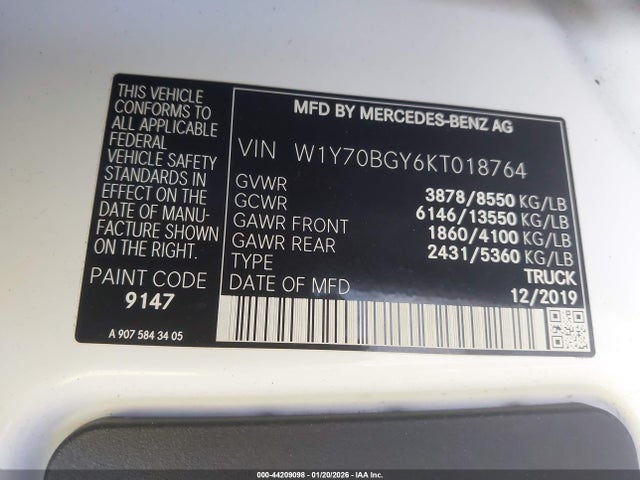 THIS VEHICLE
CONFORMS TO
ALL APPLICABLE
FEDERAL
MOTOR
VEHICLE SAFETY
STANDARDS IN
EFFECT ON THE
DATE OF MANU-
FACTURE SHOWN
ON THE RIGHT.
PAINT CODE
9147
A 907 584 34 05
MFD BY MERCEDES-BENZ AG
VIN W1Y70BGY6KT018764
GVWR 3878/8550 KG/LB
GCWR 6146/13550 KG/LB
GAWR FRONT 1860/4100 KG/LB
GAWR REAR 2431/5360 KG/LB
TYPE TRUCK
DATE OF MFD 12/2019
000-44209098 - 01/20/2026 - IAA Inc.